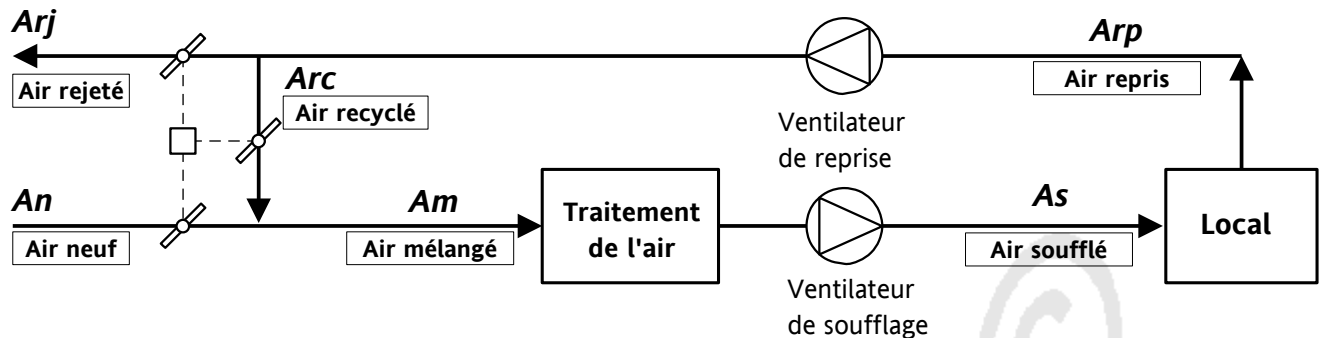 Arj
Arp
Air rejeté
Arc
Air repris
Air recyclé
Ventilateur
de reprise
An
Am
Traitement
de l'air
As
Local
Air neuf
Air mélangé
Air soufflé
Ventilateur
de soufflage